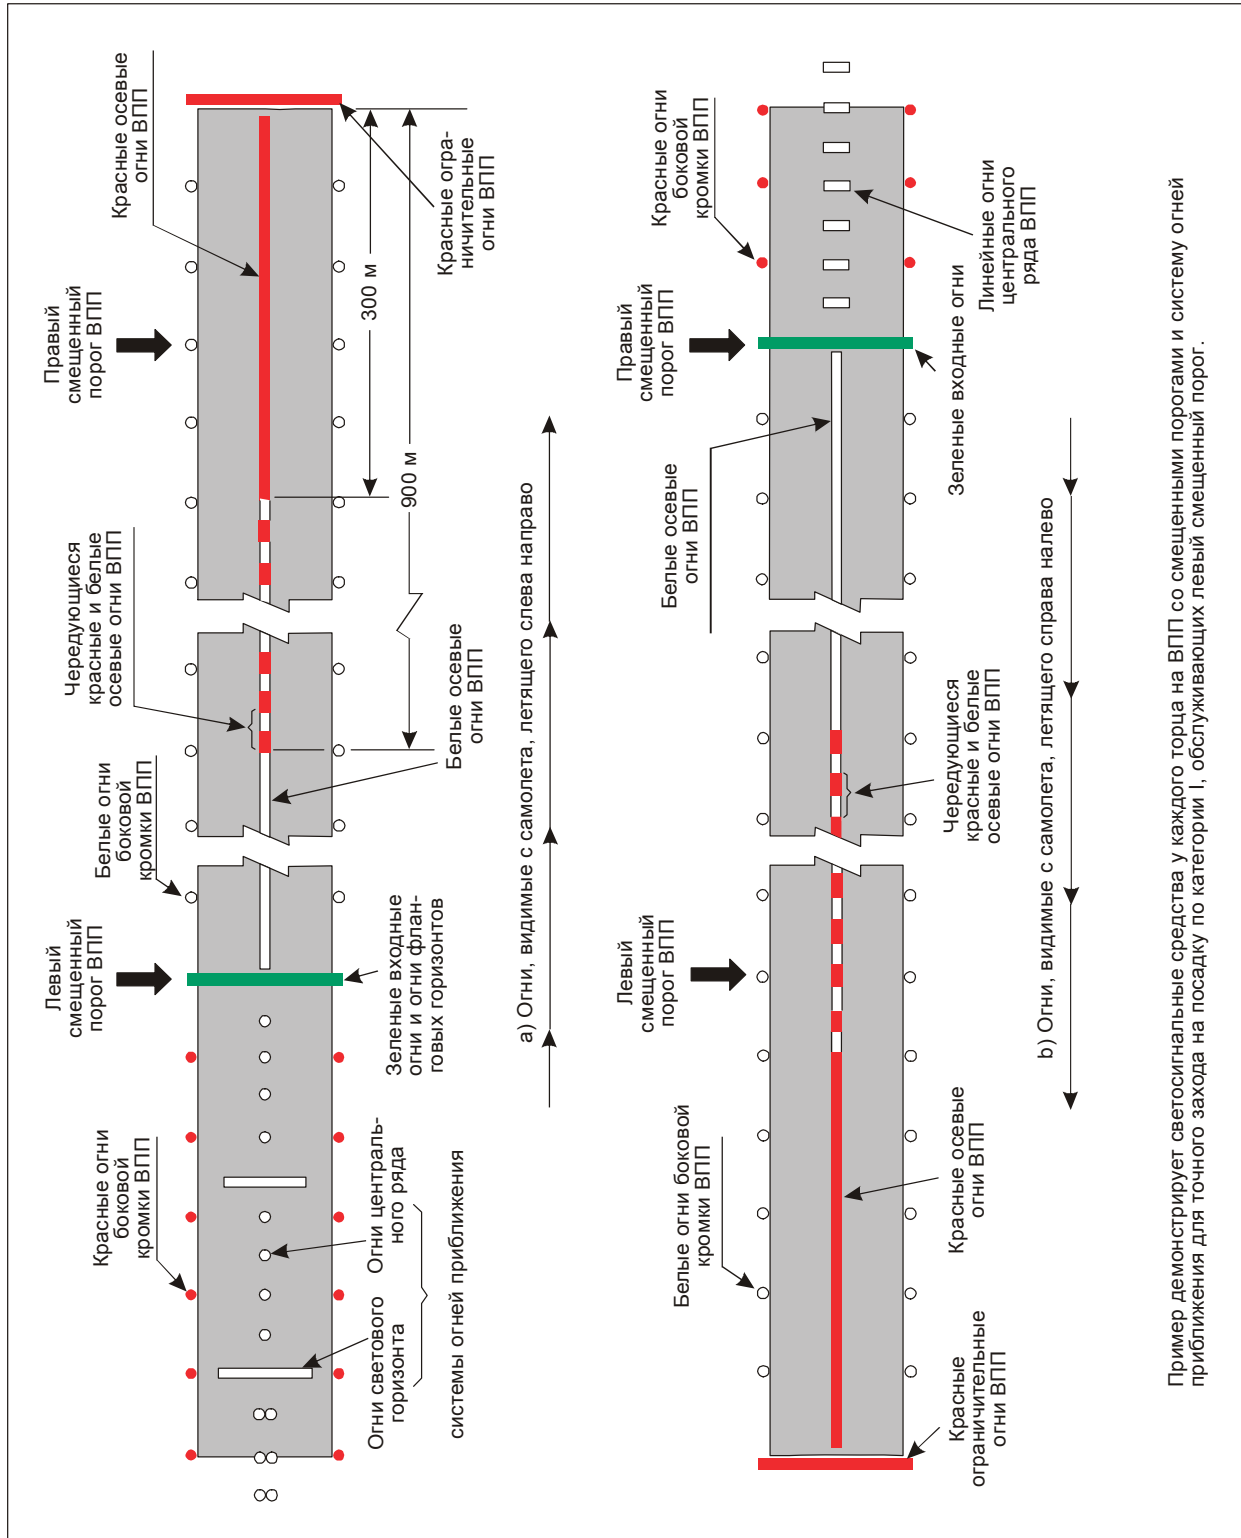 Левый
смещенный
порог ВПП
Правый
смещенный
порог ВПП
Красные огни
боковой
кромки ВПП
Белые огни
боковой
кромки ВПП
Чередующиеся
красные и белые
осевые огни ВПП
Красные осевые
огни ВПП
Огни светового
горизонта
Огни централь-
ного ряда
системы огней приближения
Зеленые входные
огни и огни флан-
говых горизонтов
Белые осевые
огни ВПП
300 м
900 м
Красные огра-
ничительные
огни ВПП
a) Огни, видимые с самолета, летящего слева направо
Левый
смещенный
порог ВПП
Правый
смещенный
порог ВПП
Белые огни боковой
кромки ВПП
Белые осевые
огни ВПП
Красные огни
боковой
кромки ВПП
Красные
ограничительные
огни ВПП
Красные осевые
огни ВПП
Чередующиеся
красные и белые
осевые огни ВПП
Зеленые входные огни
Линейные огни
центрального
ряда ВПП
b) Огни, видимые с самолета, летящего справа налево
Пример демонстрирует светосигнальные средства у каждого торца на ВПП со смещенными порогами и систему огней
приближения для точного захода на посадку по категории I, обслуживающих левый смещенный порог.